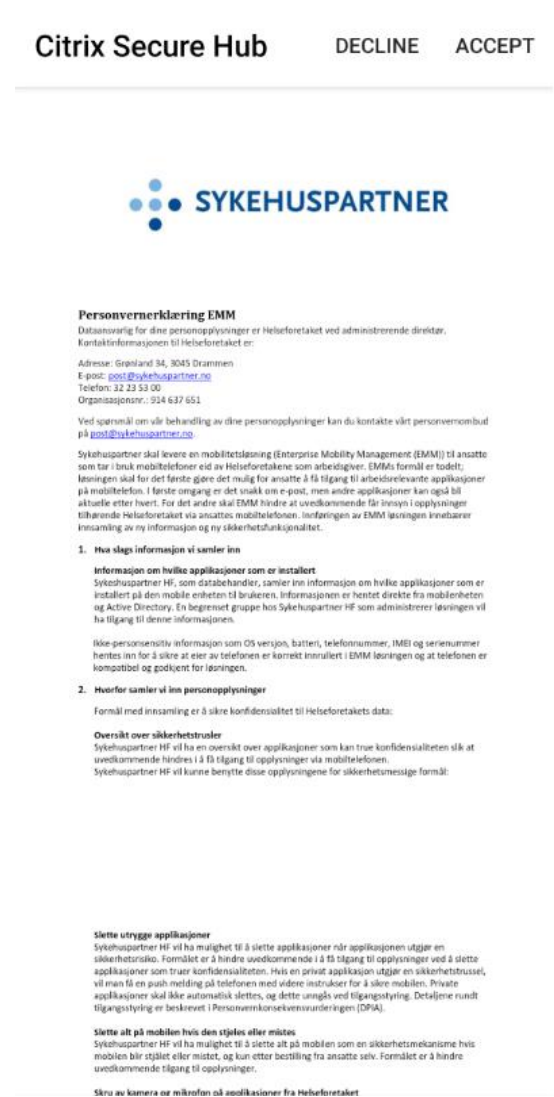 Citrix Secure Hub DECLINE ACCEPT
SYKEHUSPARTNER
Personvernerklæring EMM
Dataansvarlig for dine personopplysninger er Helseforetaket ved administrerende direktør.
Kontaktinformasjonen til Helseforetaket er:
Adresse: Grønland 34, 3045 Drammen
E-post: post@sykehuspartner.no
Telefon: 32 23 53 00
Organisasjonsnr.: 914 637 651
Ved spørsmål om vår behandling av dine personopplysninger kan du kontakte vårt personvernombud
på post@sykehuspartner.no.
Sykehuspartner skal levere en mobilitetsløsning (Enterprise Mobility Management (EMM)) til ansatte
som tar i bruk mobiltelefoner eid av Helseforetakene som arbeidsgiver. EMMs formål er todelt;
løsningen skal for det første gjøre det mulig for ansatte å få tilgang til arbeidsrelevante applikasjoner
på mobiltelefon. I første omgang er det snakk om e-post, men andre applikasjoner kan også bli
aktuelle etter hvert. For det andre skal EMM hindre at uvedkommende får innsyn i opplysninger
tilhørende Helseforetaket via ansattes mobiltelefon. Innføringen av EMM løsningen innebærer
innsamling av ny informasjon og ny sikkerhetsfunksjonalitet.
1. Hva slags informasjon vi samler inn
Informasjon om hvilke applikasjoner som er installert
Sykeshuspartner HF, som databehandler, samler inn informasjon om hvilke applikasjoner som er
installert på den mobile enheten til brukeren. Informasjonen er hentet direkte fra mobilenheten
og Active Directory. En begrenset gruppe hos Sykehuspartner HF som administrerer løsningen vil
ha tilgang til denne informasjonen.
Ikke-personsensitiv informasjon som OS versjon, batteri, telefonnummer, IMEI og serienummer
hentes inn for å sikre at eier av telefonen er korrekt innrullert i EMM løsningen og at telefonen er
kompatibel og godkjent for løsningen.
2. Hvorfor samler vi inn personopplysninger
Formål med innsamling er å sikre konfidensialitet til Helseforetakets data:
Oversikt over sikkerhetstrusler
Sykehuspartner HF vil ha en oversikt over applikasjoner som kan true konfidensialiteten slik at
uvedkommende hindres i å få tilgang til opplysninger via mobiltelefonen.
Sykehuspartner HF vil kunne benytte disse opplysningene for sikkerhetsmessige formål:
Slette utrygge applikasjoner
Sykehuspartner HF vil ha mulighet til å slette applikasjoner når applikasjonen utgjør en
sikkerhetsrisiko. Formålet er å hindre uvedkommende i å få tilgang til opplysninger ved å slette
applikasjoner som truer konfidensialiteten. Hvis en privat applikasjon utgjør en sikkerhetstrussel,
vil man få en push melding på telefonen med videre instrukser for å sikre mobilen. Private
applikasjoner skal ikke automatisk slettes, og dette unngås ved tilgangsstyring. Detaljene rundt
tilgangsstyring er beskrevet i Personvernkonsekvensvurderingen (DPIA).
Slette alt på mobilen hvis den stjeles eller mistes
Sykehuspartner HF vil ha mulighet til å slette alt på mobilen som en sikkerhetsmekanisme hvis
mobilen blir stjålet eller mistet, og kun etter bestilling fra ansatte selv. Formålet er å hindre
uvedkommende tilgang til opplysninger.
Skru av kamera og mikrofon på applikasjoner fra Helseforetaket